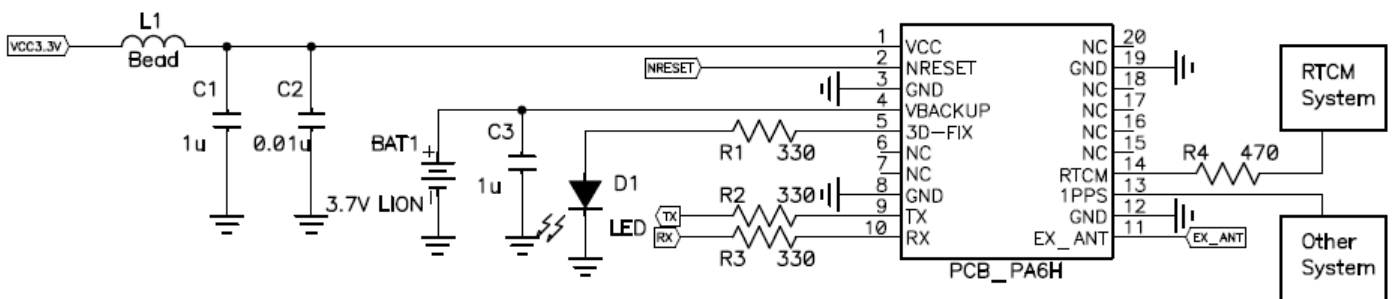 VCC3.3V
L1
Bead
C1
1u
C2
0.01u
BAT1
+
3.7V LION
C3
1u
D1
LED
NRESET
R1 330
R2 330
TX
RX
R3 330
1 VCC
2 NRESET
3 GND
4 VBACKUP
5 3D-FIX
6 NC
7 NC
8 GND
9 TX
10 RX
NC 20
GND 19
NC 18
NC 17
NC 16
NC 15
RTCM 14
1PPS 13
GND 12
EX_ANT 11
PCB_PA6H
R4 470
EX_ANT
RTCM
System
Other
System